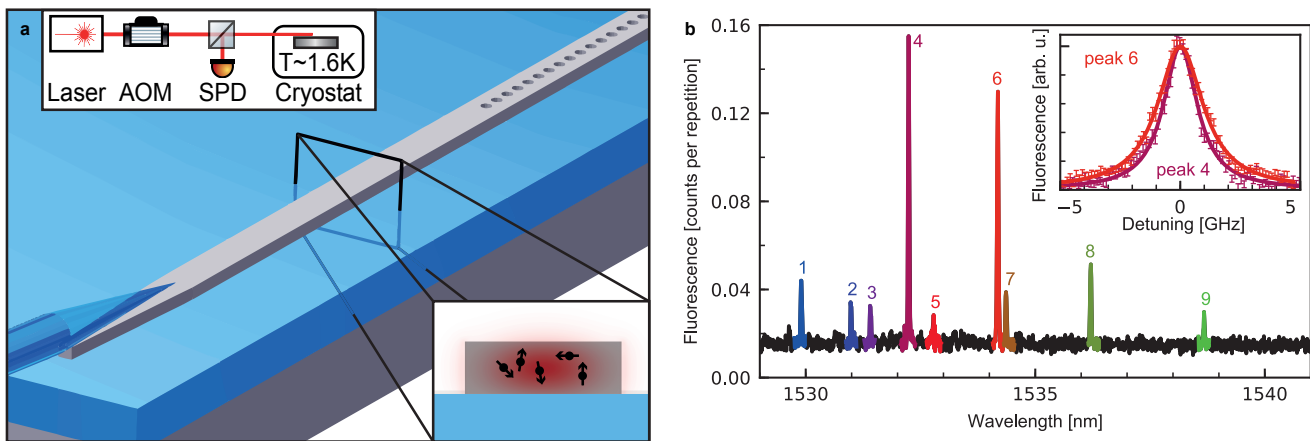 a
T~1.6K
Laser AOM SPD Cryostat
b
Fluorescence [counts per repetition]
0.16
0.12
0.08
0.04
0.00
1530 1535 1540
Wavelength [nm]
1
2
3
4
5
6
7
8
9
Fluorescence [arb. u.]
peak 6
peak 4
−5 0 5
Detuning [GHz]